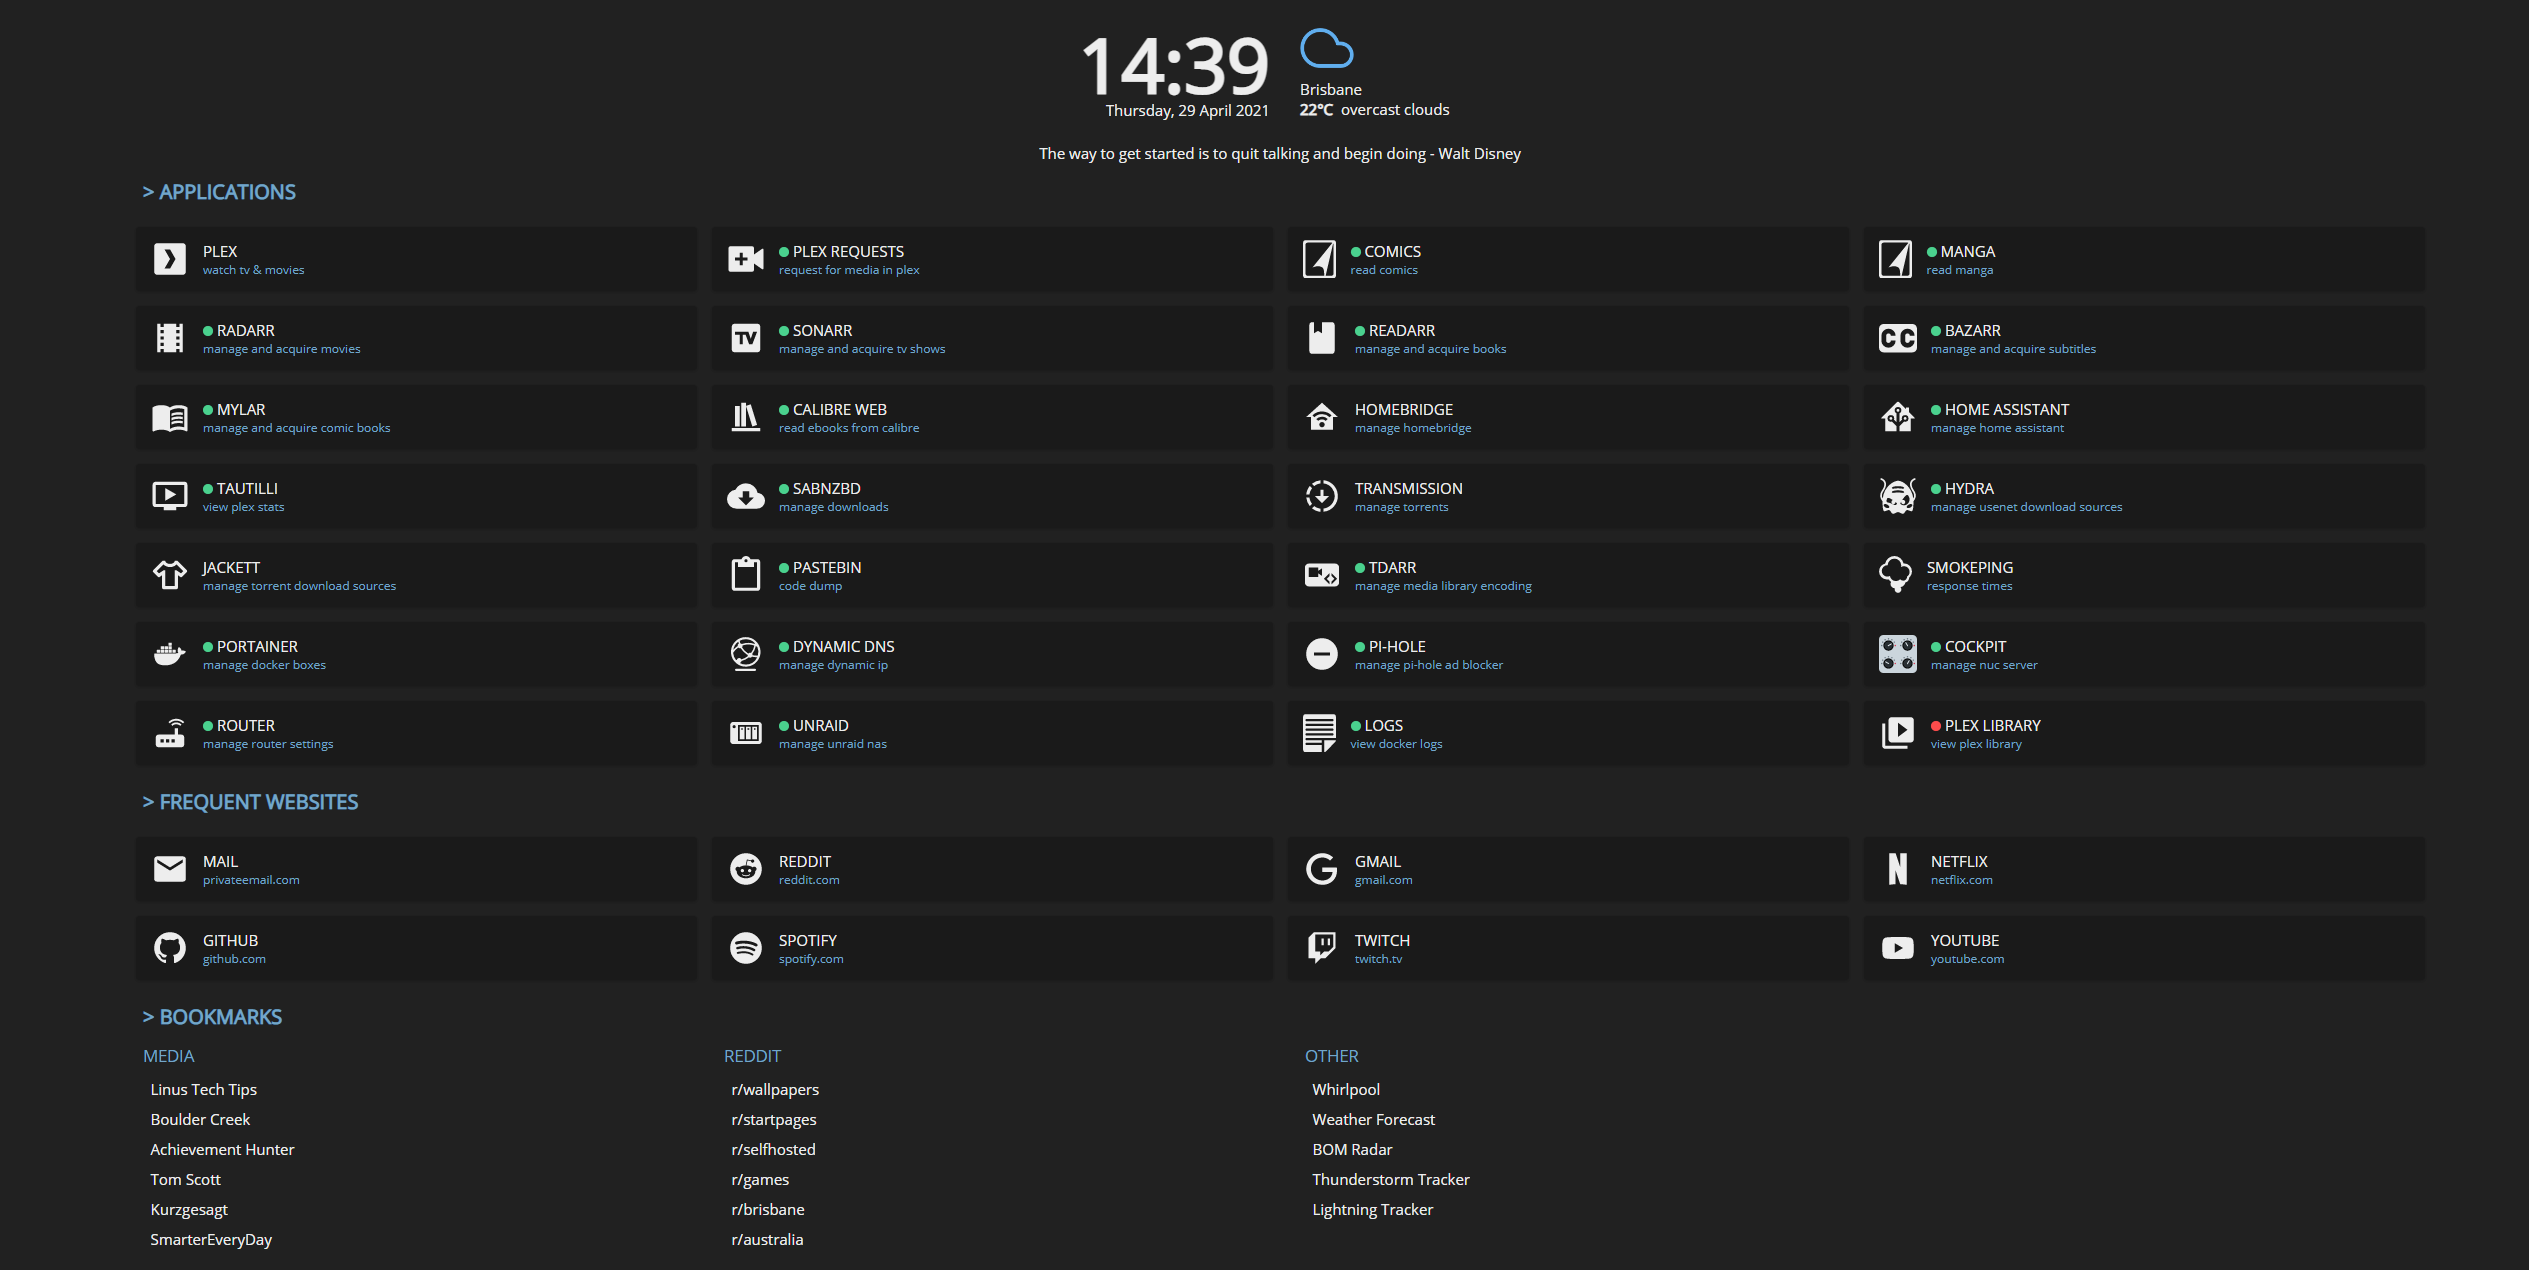 14:39
Thursday, 29 April 2021
Brisbane
22°C overcast clouds
The way to get started is to quit talking and begin doing - Walt Disney
> APPLICATIONS
PLEX
watch tv & movies
PLEX REQUESTS
request for media in plex
COMICS
read comics
MANGA
read manga
RADARR
manage and acquire movies
TV
SONARR
manage and acquire tv shows
READARR
manage and acquire books
CC
BAZARR
manage and acquire subtitles
MYLAR
manage and acquire comic books
CALIBRE WEB
read ebooks from calibre
HOMEBRIDGE
manage homebridge
HOME ASSISTANT
manage home assistant
TAUTILLI
view plex stats
SABNZBD
manage downloads
TRANSMISSION
manage torrents
HYDRA
manage usenet download sources
JACKETT
manage torrent download sources
PASTEBIN
code dump
TDARR
manage media library encoding
SMOKEPING
response times
PORTAINER
manage docker boxes
DYNAMIC DNS
manage dynamic ip
PI-HOLE
manage pi-hole ad blocker
COCKPIT
manage nuc server
ROUTER
manage router settings
UNRAID
manage unraid nas
LOGS
view docker logs
PLEX LIBRARY
view plex library
> FREQUENT WEBSITES
MAIL
privateemail.com
REDDIT
reddit.com
G
GMAIL
gmail.com
N
NETFLIX
netflix.com
GITHUB
github.com
SPOTIFY
spotify.com
TWITCH
twitch.tv
YOUTUBE
youtube.com
> BOOKMARKS
MEDIA
Linus Tech Tips
Boulder Creek
Achievement Hunter
Tom Scott
Kurzgesagt
SmarterEveryDay
REDDIT
r/wallpapers
r/startpages
r/selfhosted
r/games
r/brisbane
r/australia
OTHER
Whirlpool
Weather Forecast
BOM Radar
Thunderstorm Tracker
Lightning Tracker